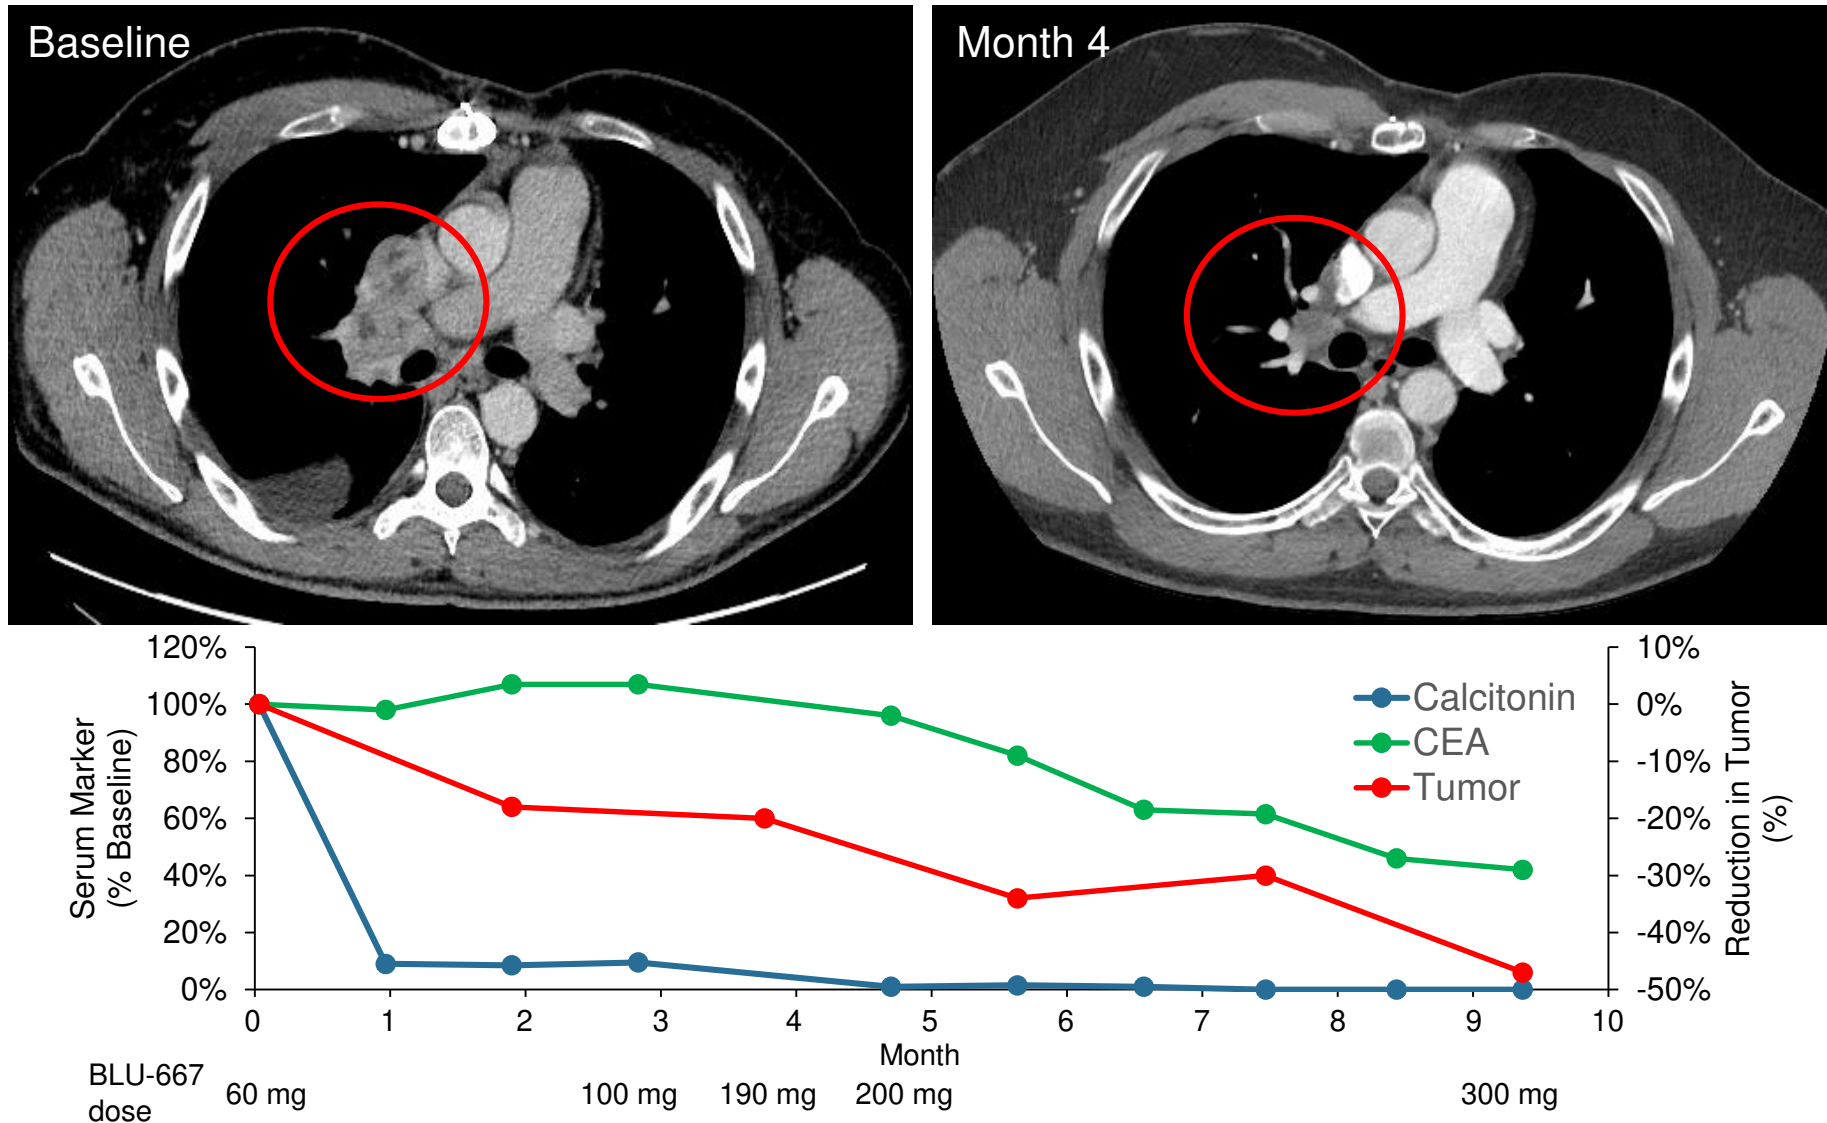 Baseline
Month 4
120%
100%
80%
60%
40%
20%
0%
Serum Marker
(% Baseline)
10%
0%
-10%
-20%
-30%
-40%
-50%
Reduction in Tumor
(%)
Calcitonin
CEA
Tumor
0 1 2 3 4 5 6 7 8 9 10
Month
BLU-667
dose
60 mg 100 mg 190 mg 200 mg 300 mg